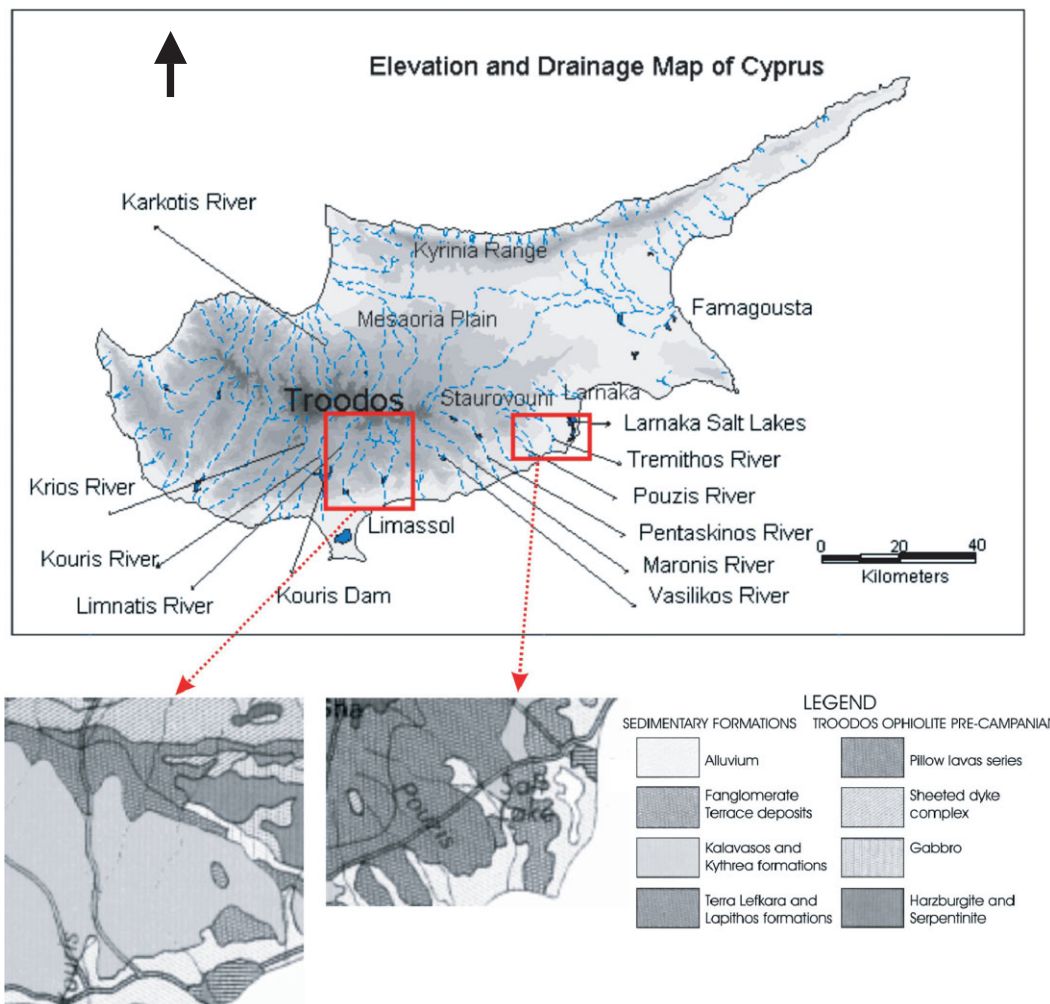 Elevation and Drainage Map of Cyprus
Karkotis River
Kyrinia Range
Famagousta
Mesaoria Plain
Troodos
Staurovouni
Larnaka
Larnaka Salt Lakes
Tremithos River
Krios River
Pouzis River
Limassol
Pentaskinos River
Kouris River
Maronis River
Limnatis River
Kouris Dam
Vasilikos River
0 20 40
Kilometers
sha
Pouzis
Salt
Lake
LEGEND
SEDIMENTARY FORMATIONS
TROODOS OPHIOLITE PRE-CAMPANIA
Alluvium
Pillow lavas series
Fanglomerate
Terrace deposits
Sheeted dyke
complex
Kalavasos and
Kythrea formations
Gabbro
Terra Lefkara and
Lapithos formations
Harzburgite and
Serpentinite